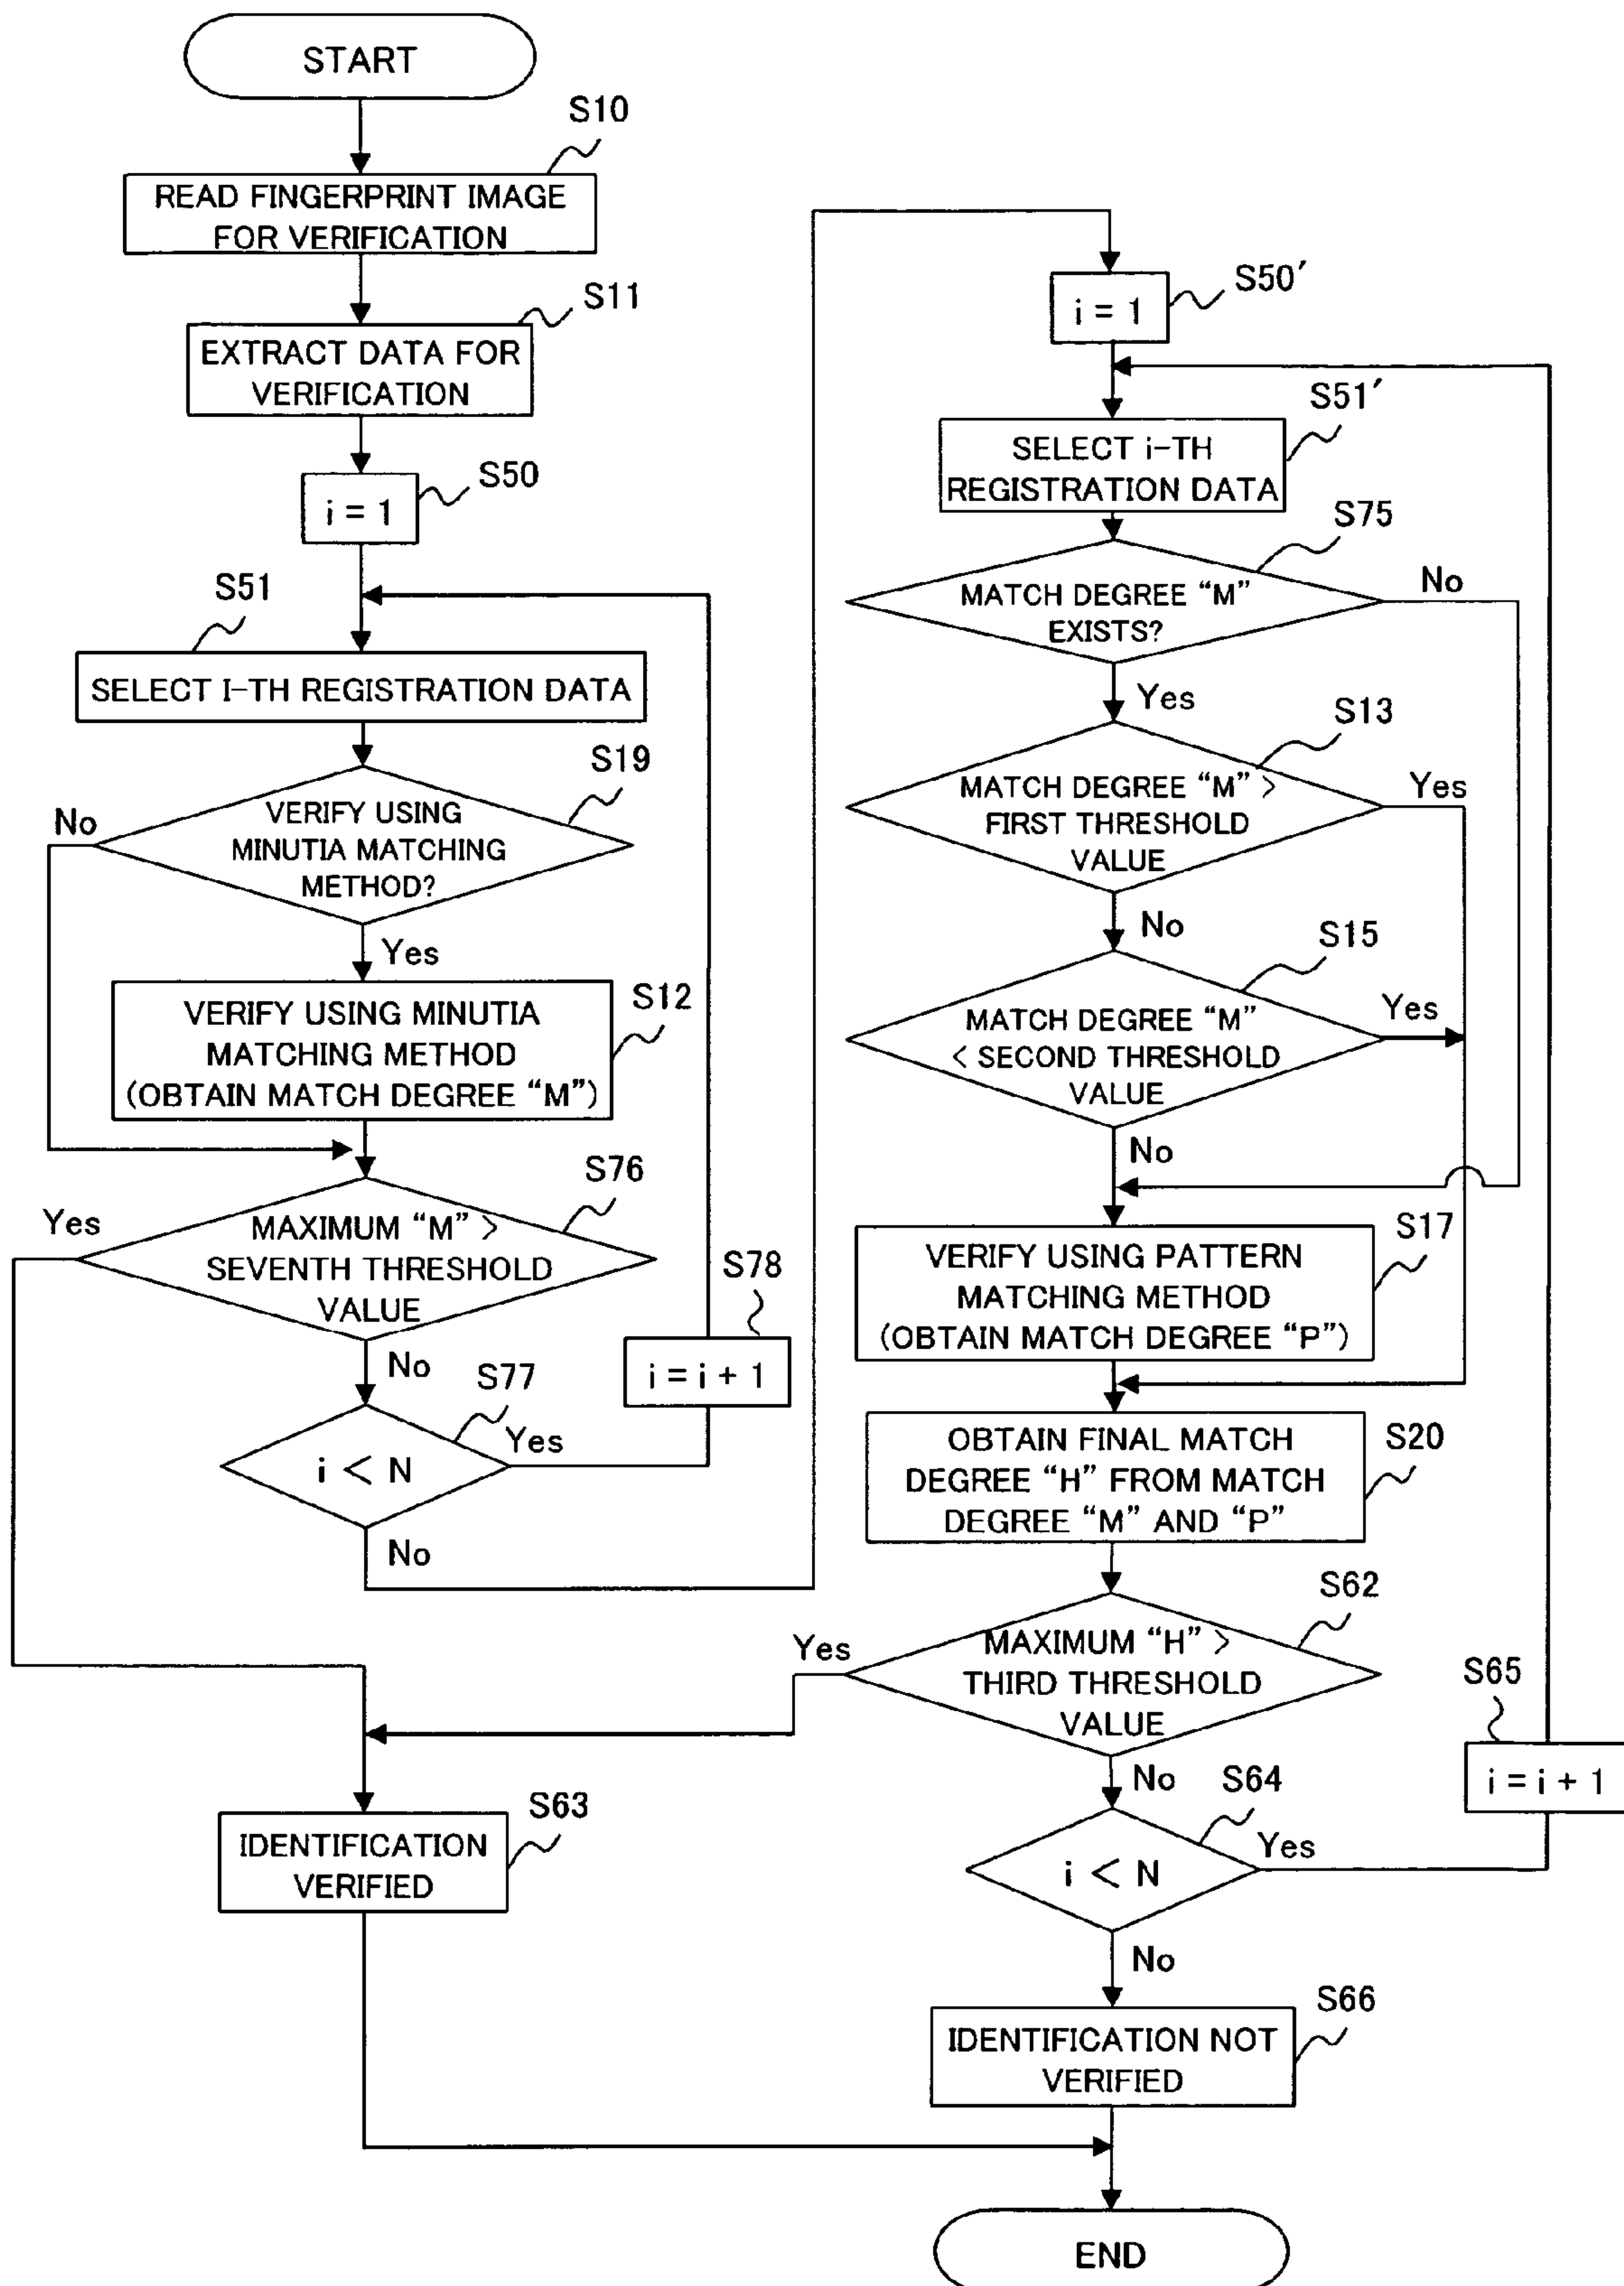 START
S10
READ FINGERPRINT IMAGE
FOR VERIFICATION
S11
EXTRACT DATA FOR
VERIFICATION
S50
i = 1
S51
SELECT I-TH REGISTRATION DATA
S19
VERIFY USING
MINUTIA MATCHING
METHOD?
No
Yes
S12
VERIFY USING MINUTIA
MATCHING METHOD
(OBTAIN MATCH DEGREE “M”)
S76
MAXIMUM “M” >
SEVENTH THRESHOLD
VALUE
Yes
No
S77
i < N
Yes
No
S78
i = i + 1
S50′
i = 1
S51′
SELECT i-TH
REGISTRATION DATA
S75
MATCH DEGREE “M”
EXISTS?
No
Yes
S13
MATCH DEGREE “M” >
FIRST THRESHOLD
VALUE
Yes
No
S15
MATCH DEGREE “M”
< SECOND THRESHOLD
VALUE
Yes
No
S17
VERIFY USING PATTERN
MATCHING METHOD
(OBTAIN MATCH DEGREE “P”)
S20
OBTAIN FINAL MATCH
DEGREE “H” FROM MATCH
DEGREE “M” AND “P”
S62
MAXIMUM “H” >
THIRD THRESHOLD
VALUE
Yes
No
S63
IDENTIFICATION
VERIFIED
S64
i < N
Yes
No
S65
i = i + 1
S66
IDENTIFICATION NOT
VERIFIED
END